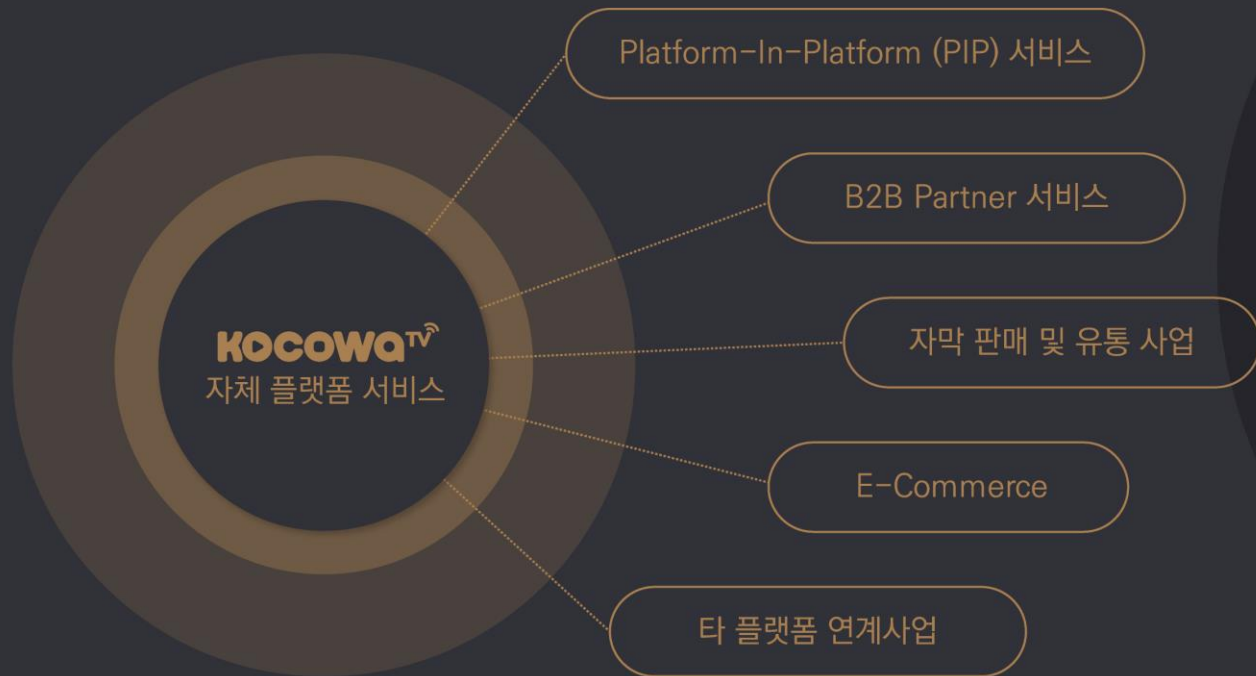 Platform-In-Platform (PIP) 서비스
B2B Partner 서비스
KOCOWA TV
자체 플랫폼 서비스
자막 판매 및 유통 사업
E-Commerce
타 플랫폼 연계사업